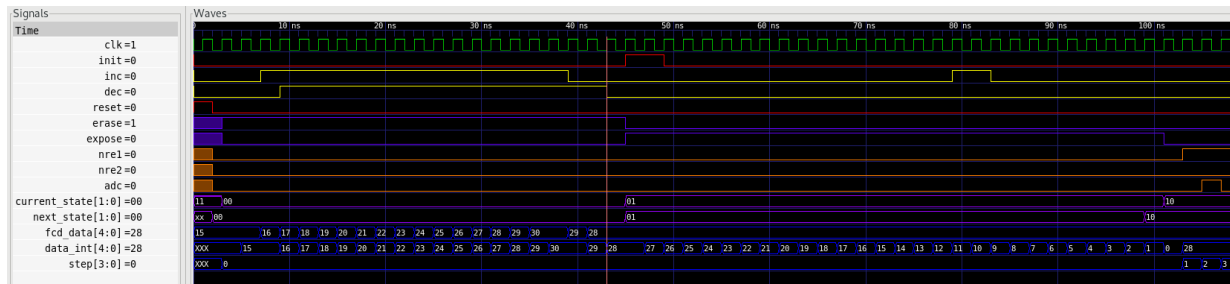 Signals
Waves
Time
10 ns 20 ns 30 ns 40 ns 50 ns 60 ns 70 ns 80 ns 90 ns 100 ns
clk=1
init=0
inc=0
dec=0
reset=0
erase=1
expose=0
nre1=0
nre2=0
adc=0
current_state[1:0]=00 11 00 01 10
next_state[1:0]=00 xx 00 01 10
fcd_data[4:0]=28 15 16 17 18 19 20 21 22 23 24 25 26 27 28 29 30 29 28
data_int[4:0]=28 XXX 15 16 17 18 19 20 21 22 23 24 25 26 27 28 29 30 29 28 27 26 25 24 23 22 21 20 19 18 17 16 15 14 13 12 11 10 9 8 7 6 5 4 3 2 1 0 28
step[3:0]=0 XXX 0 1 2 3